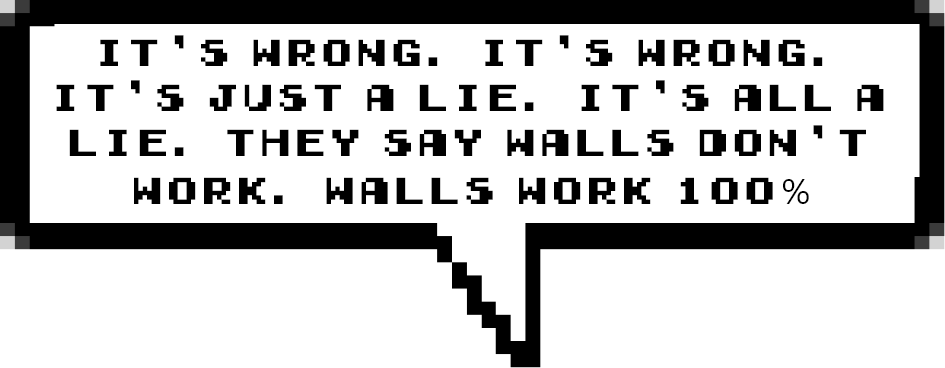 IT'S WRONG. IT'S WRONG.
IT'S JUST A LIE. IT'S ALL A
LIE. THEY SAY WALLS DON'T
WORK. WALLS WORK 100%